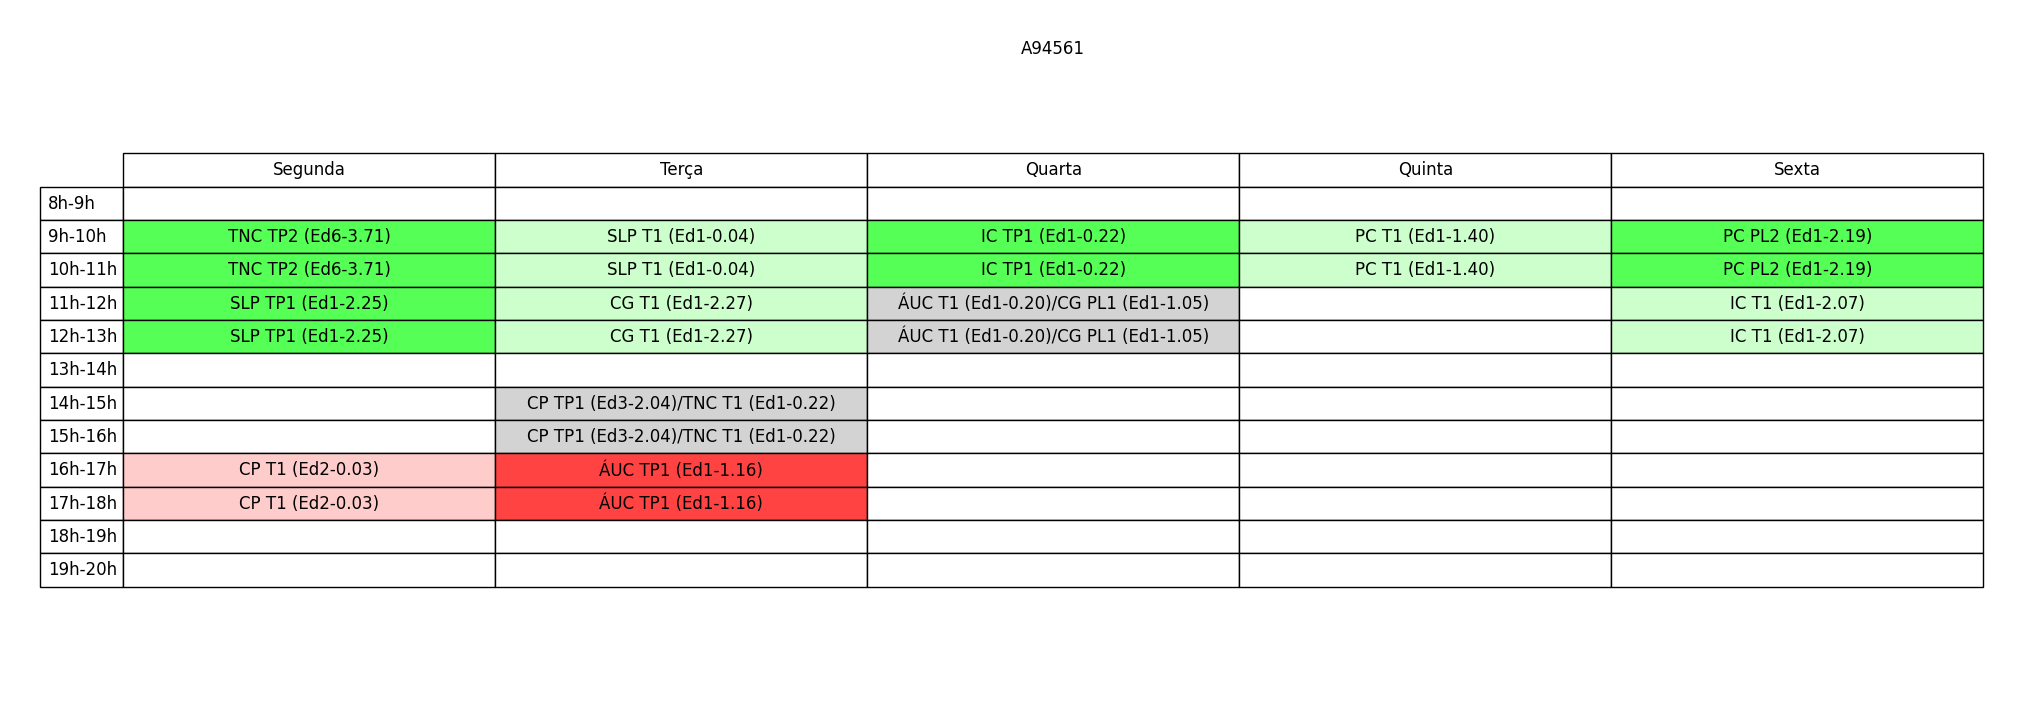 A94561
Segunda Terça Quarta Quinta Sexta
8h-9h
9h-10h TNC TP2 (Ed6-3.71) SLP T1 (Ed1-0.04) IC TP1 (Ed1-0.22) PC T1 (Ed1-1.40) PC PL2 (Ed1-2.19)
10h-11h TNC TP2 (Ed6-3.71) SLP T1 (Ed1-0.04) IC TP1 (Ed1-0.22) PC T1 (Ed1-1.40) PC PL2 (Ed1-2.19)
11h-12h SLP TP1 (Ed1-2.25) CG T1 (Ed1-2.27) ÁUC T1 (Ed1-0.20)/CG PL1 (Ed1-1.05) IC T1 (Ed1-2.07)
12h-13h SLP TP1 (Ed1-2.25) CG T1 (Ed1-2.27) ÁUC T1 (Ed1-0.20)/CG PL1 (Ed1-1.05) IC T1 (Ed1-2.07)
13h-14h
14h-15h CP TP1 (Ed3-2.04)/TNC T1 (Ed1-0.22)
15h-16h CP TP1 (Ed3-2.04)/TNC T1 (Ed1-0.22)
16h-17h CP T1 (Ed2-0.03) ÁUC TP1 (Ed1-1.16)
17h-18h CP T1 (Ed2-0.03) ÁUC TP1 (Ed1-1.16)
18h-19h
19h-20h